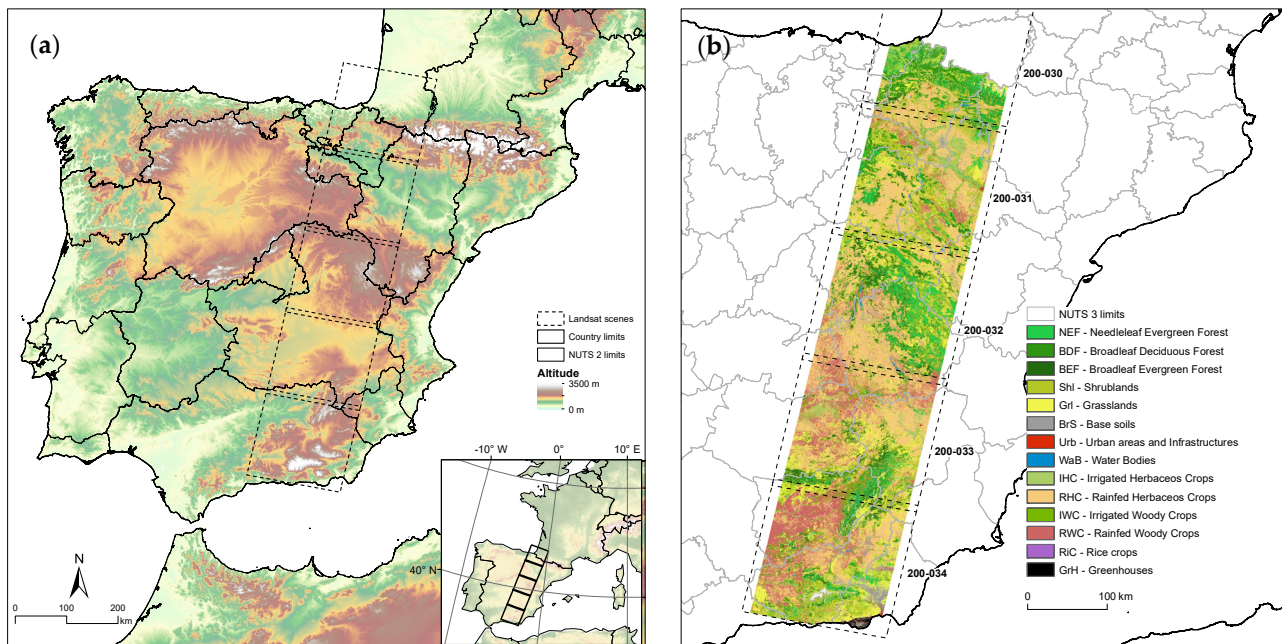 (a)
Landsat scenes
Country limits
NUTS 2 limits
Altitude
3500 m
0 m
N
0 100 200
km
-10° W
0°
10° E
40° N
(b)
200-030
200-031
200-032
200-033
200-034
NUTS 3 limits
NEF - Needleleaf Evergreen Forest
BDF - Broadleaf Deciduous Forest
BEF - Broadleaf Evergreen Forest
Shl - Shrublands
Grl - Grasslands
BrS - Base soils
Urb - Urban areas and Infrastructures
WaB - Water Bodies
IHC - Irrigated Herbaceos Crops
RHC - Rainfed Herbaceos Crops
IWC - Irrigated Woody Crops
RWC - Rainfed Woody Crops
RiC - Rice crops
GrH - Greenhouses
0 100 km